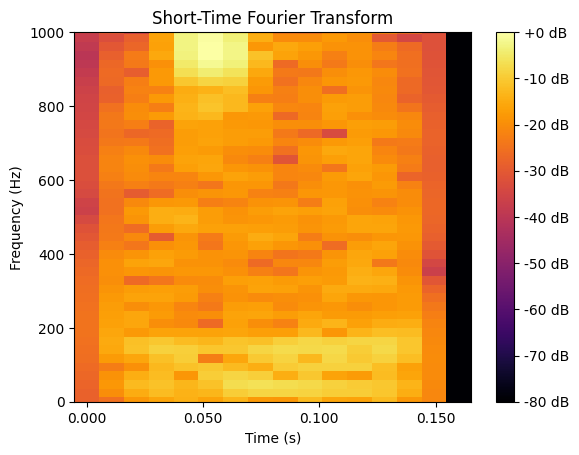 Short-Time Fourier Transform
Frequency (Hz)
1000
800
600
400
200
0
0.000
0.050
0.100
0.150
Time (s)
+0 dB
-10 dB
-20 dB
-30 dB
-40 dB
-50 dB
-60 dB
-70 dB
-80 dB